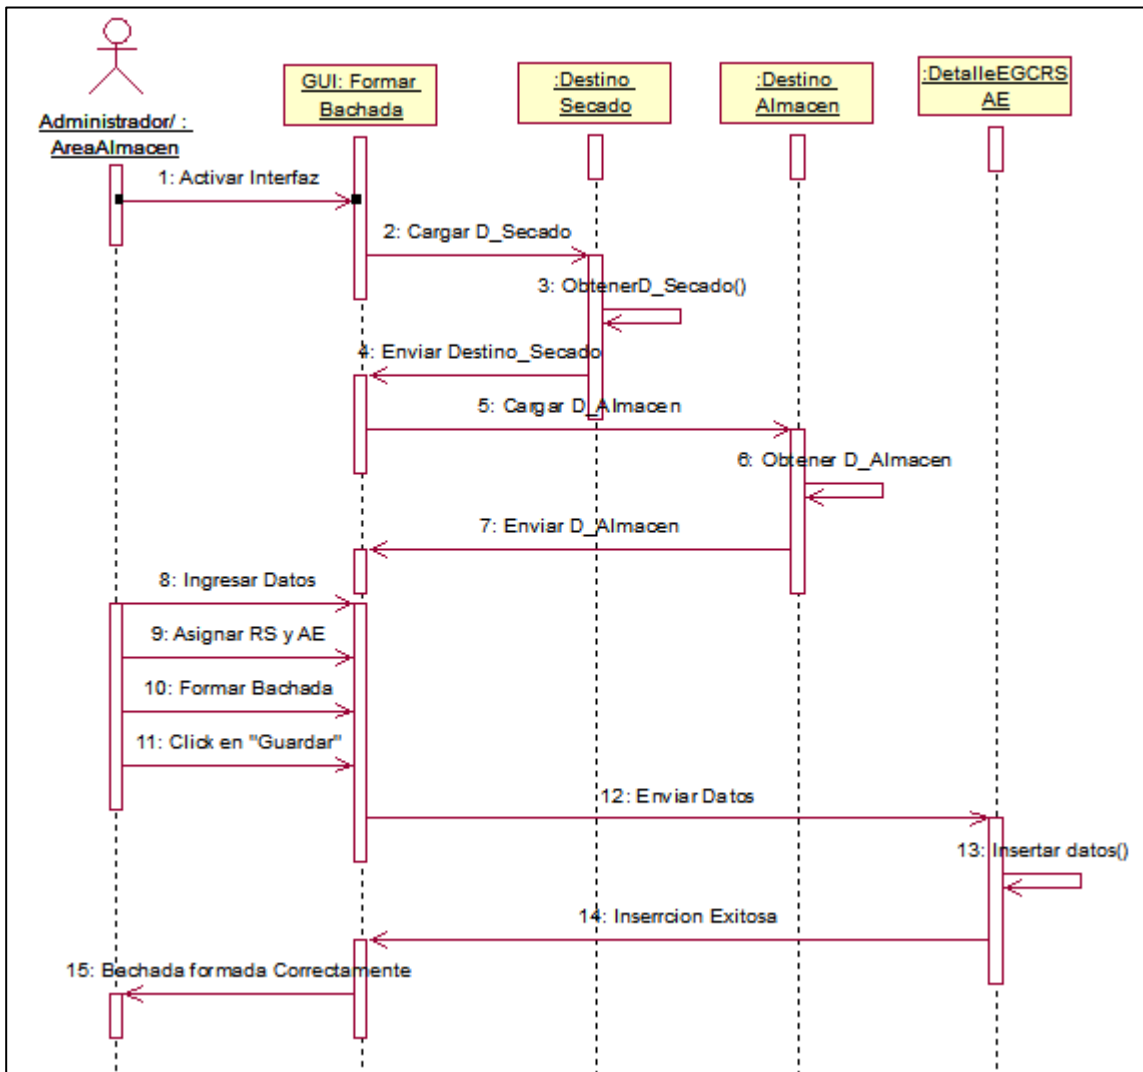 Administrador/ :
AreaAlmacen
GUI: Formar
Bachada
:Destino
Secado
:Destino
Almacen
:DetalleEGCRS
AE
1: Activar Interfaz
2: Cargar D_Secado
3: ObtenerD_Secado()
4: Enviar Destino_Secado
5: Cargar D_Almacen
6: Obtener D_Almacen
7: Enviar D_Almacen
8: Ingresar Datos
9: Asignar RS y AE
10: Formar Bachada
11: Click en "Guardar"
12: Enviar Datos
13: Insertar datos()
14: Inserrcion Exitosa
15: Bachada formada Correctamente